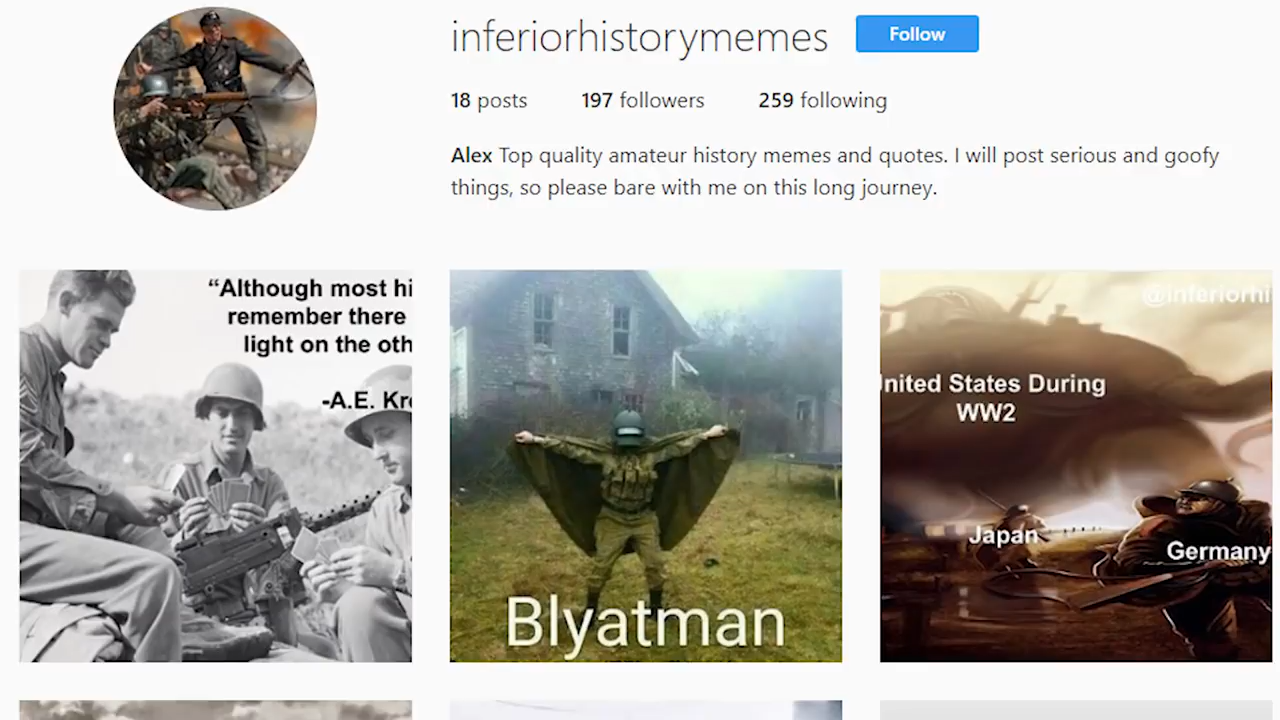 inferiorhistorymemes
Follow
18 posts 197 followers 259 following
Alex Top quality amateur history memes and quotes. I will post serious and goofy
things, so please bare with me on this long journey.
“Although most hi
remember there
light on the oth
-A.E. Kr
Blyatman
@inferiorhi
United States During
WW2
Japan
Germany